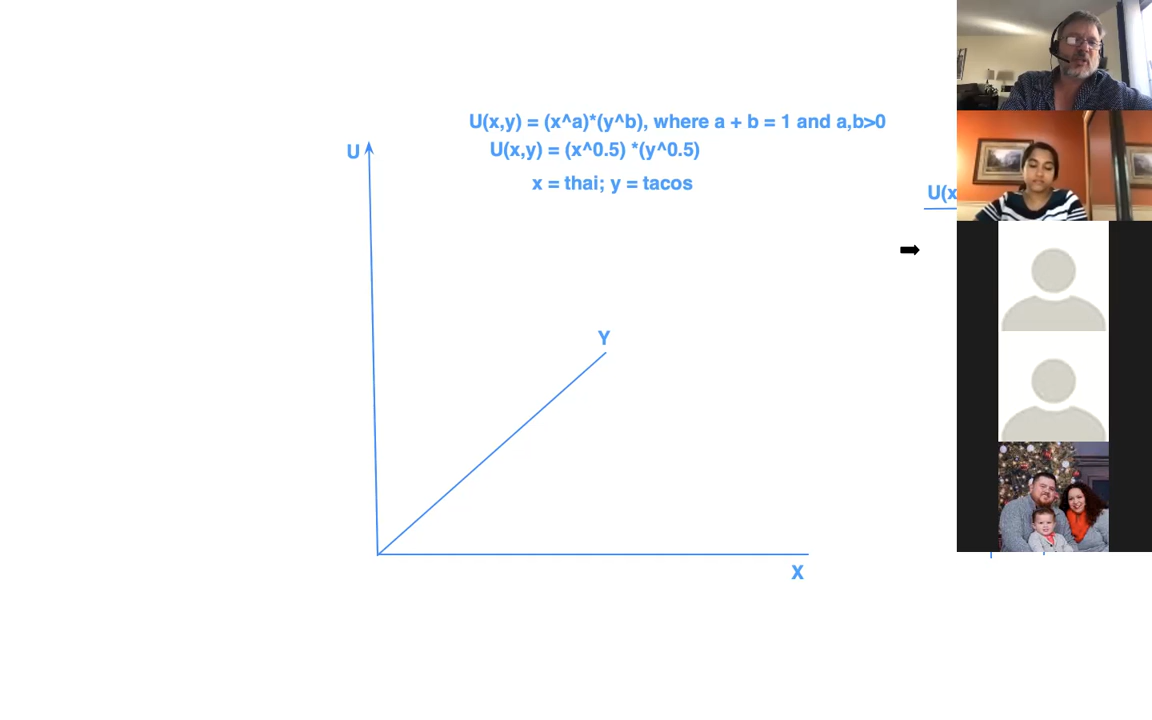 U(x,y) = (x^a)*(y^b), where a + b = 1 and a,b>0
U
U(x,y) = (x^0.5) *(y^0.5)
x = thai; y = tacos
U(x
Y
X